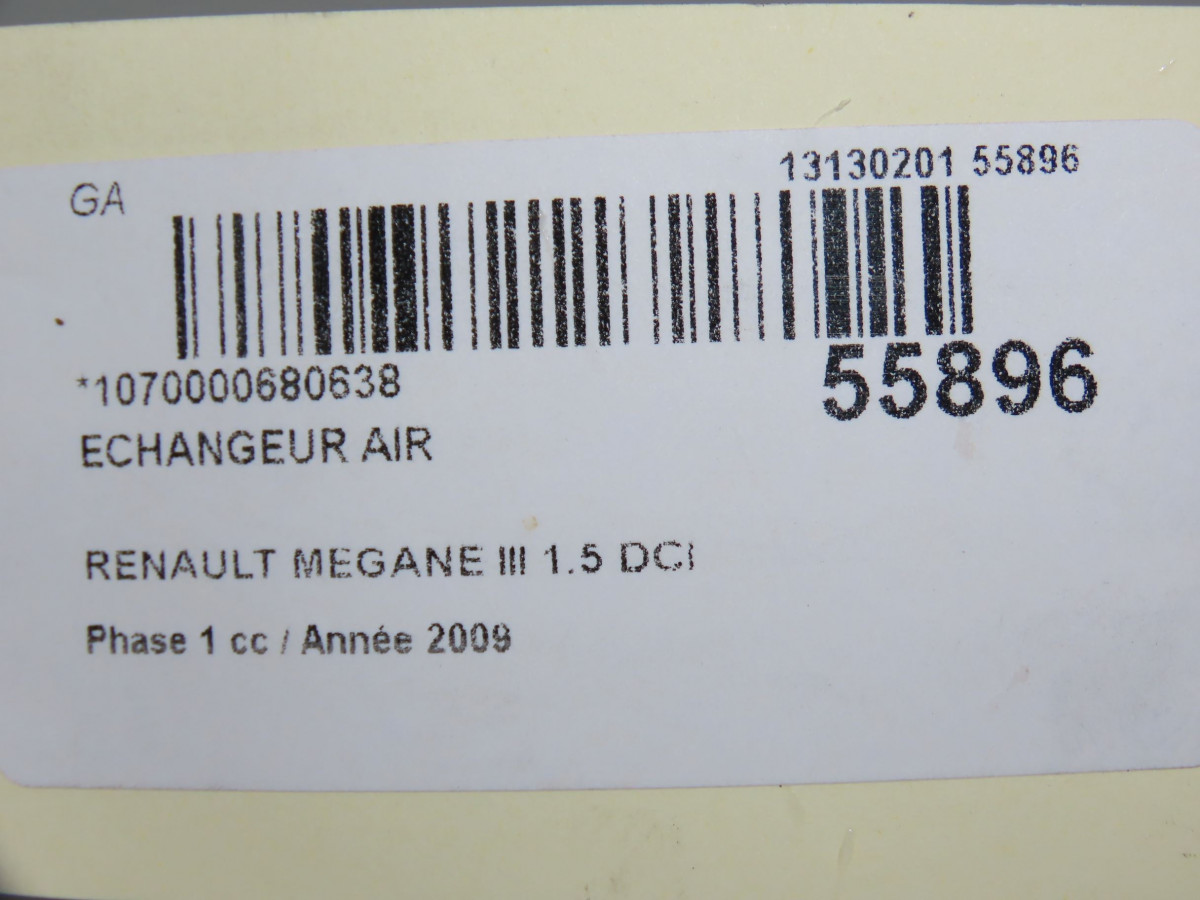 GA
13130201 55896
*1070000680638
55896
ECHANGEUR AIR
RENAULT MEGANE III 1.5 DCI
Phase 1 cc / Année 2009